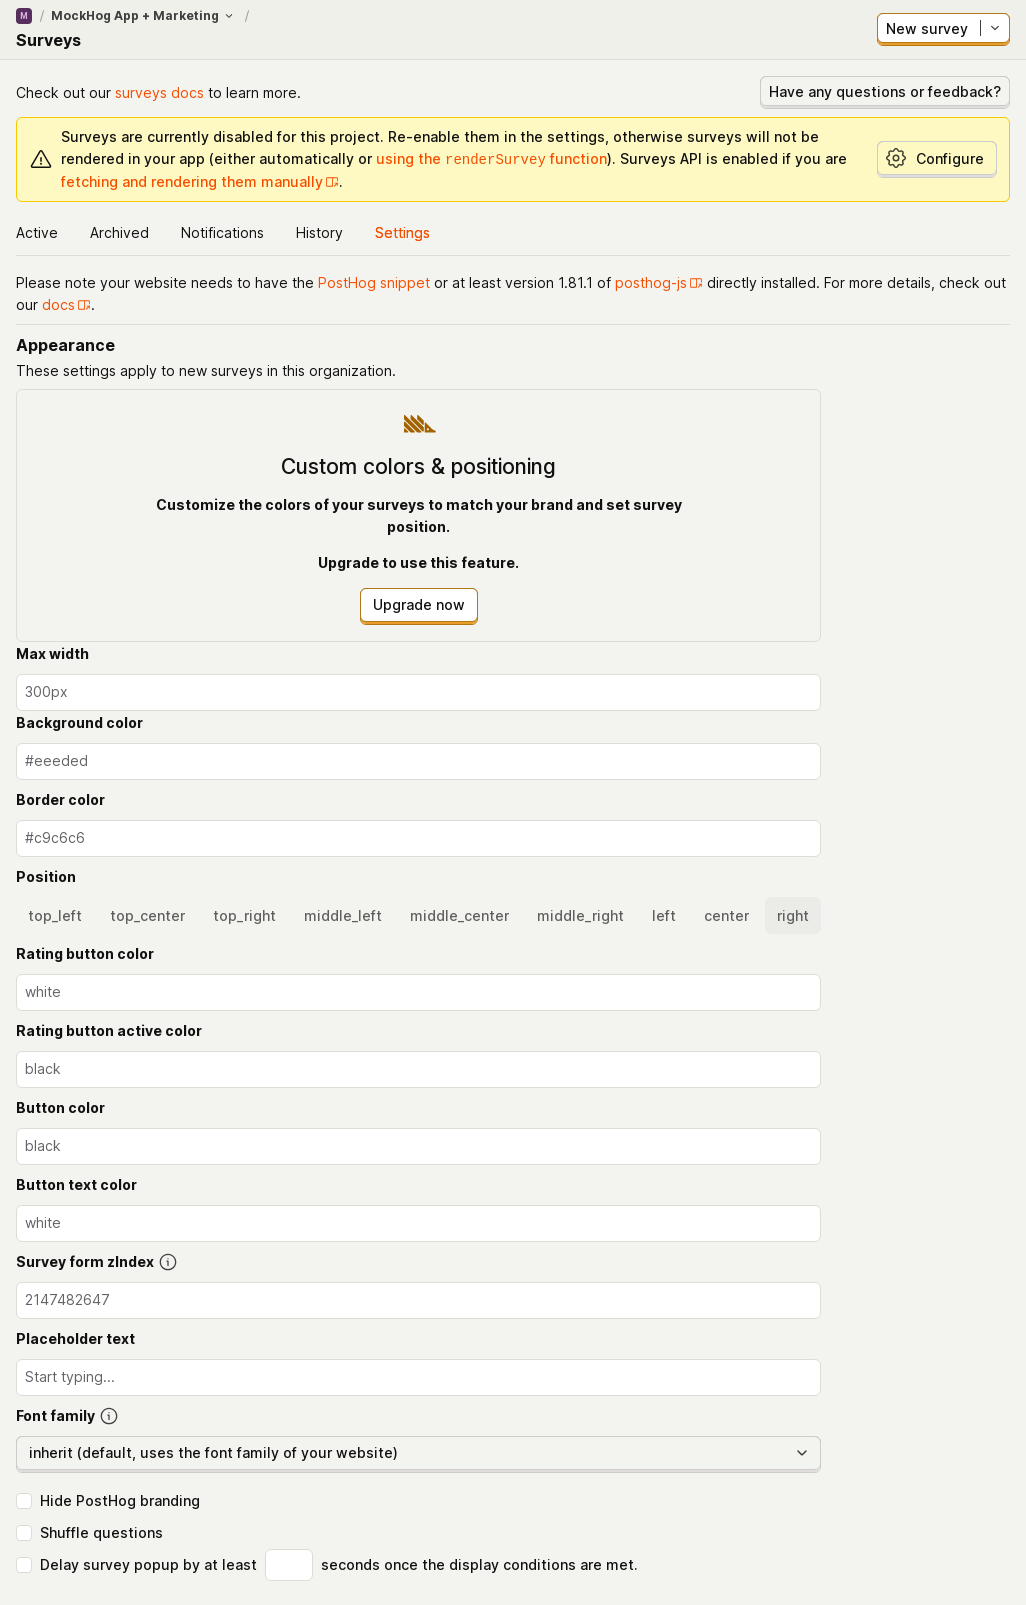 M / MockHog App + Marketing /
Surveys
New survey
Check out our surveys docs to learn more.
Have any questions or feedback?
Surveys are currently disabled for this project. Re-enable them in the settings, otherwise surveys will not be
rendered in your app (either automatically or using the renderSurvey function). Surveys API is enabled if you are
fetching and rendering them manually.
Configure
Active Archived Notifications History Settings
Please note your website needs to have the PostHog snippet or at least version 1.81.1 of posthog-js directly installed. For more details, check out
our docs.
Appearance
These settings apply to new surveys in this organization.
Custom colors & positioning
Customize the colors of your surveys to match your brand and set survey
position.
Upgrade to use this feature.
Upgrade now
Max width
300px
Background color
#eeeded
Border color
#c9c6c6
Position
top_left top_center top_right middle_left middle_center middle_right left center right
Rating button color
white
Rating button active color
black
Button color
black
Button text color
white
Survey form zIndex
2147482647
Placeholder text
Start typing...
Font family
inherit (default, uses the font family of your website)
Hide PostHog branding
Shuffle questions
Delay survey popup by at least seconds once the display conditions are met.